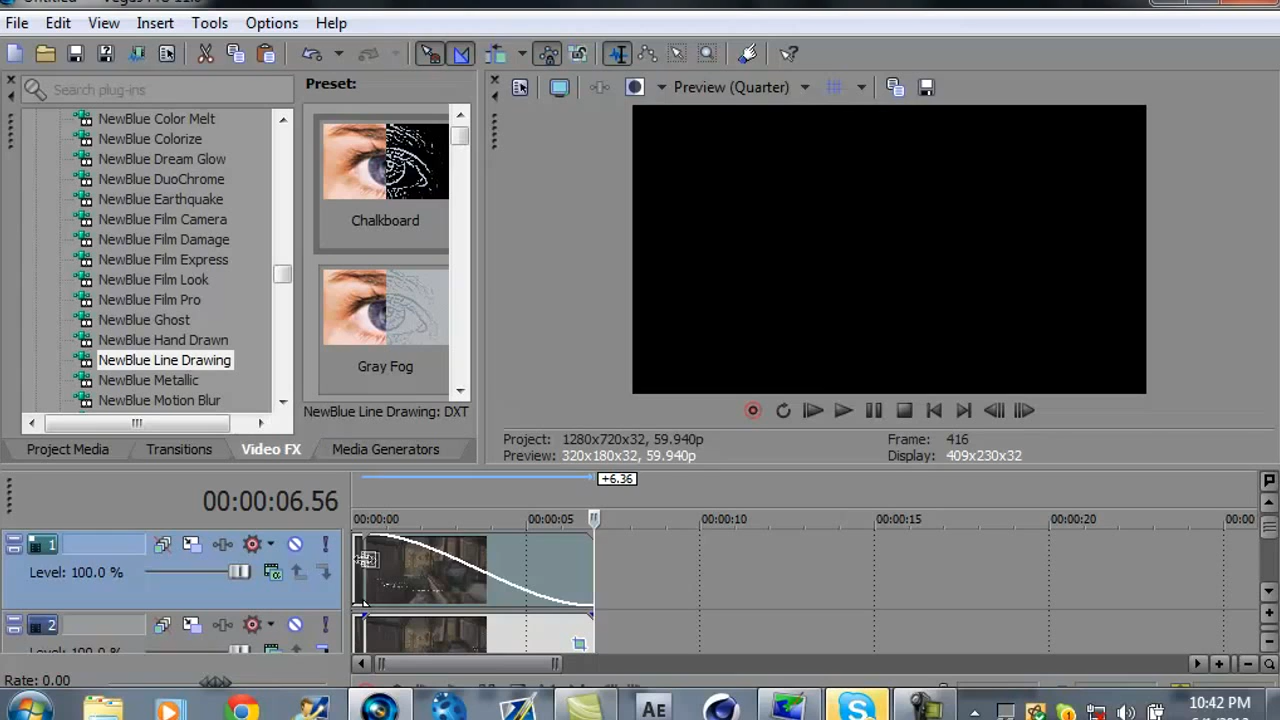 File Edit View Insert Tools Options Help
Search plug-ins
Preset:
Preview (Quarter)
NewBlue Color Melt
NewBlue Colorize
NewBlue Dream Glow
NewBlue DuoChrome
NewBlue Earthquake
NewBlue Film Camera
NewBlue Film Damage
NewBlue Film Express
NewBlue Film Look
NewBlue Film Pro
NewBlue Ghost
NewBlue Hand Drawn
NewBlue Line Drawing
NewBlue Metallic
NewBlue Motion Blur
Chalkboard
Gray Fog
NewBlue Line Drawing: DXT
Project Media Transitions Video FX Media Generators
Project: 1280x720x32, 59.940p
Preview: 320x180x32, 59.940p
Frame: 416
Display: 409x230x32
+6.36
00:00:06.56
00:00:00 00:00:05 00:00:10 00:00:15 00:00:20 00:00
1
Level: 100.0 %
2
Rate: 0.00
AE
10:42 PM